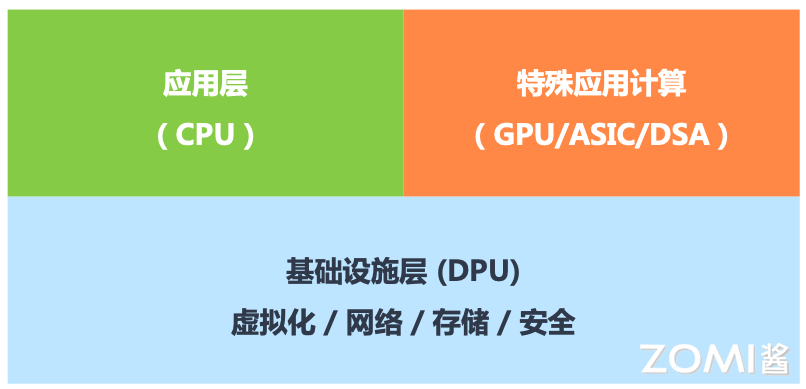 应用层
（CPU）
特殊应用计算
（GPU/ASIC/DSA）
基础设施层 (DPU)
虚拟化 / 网络 / 存储 / 安全
ZOMI酱